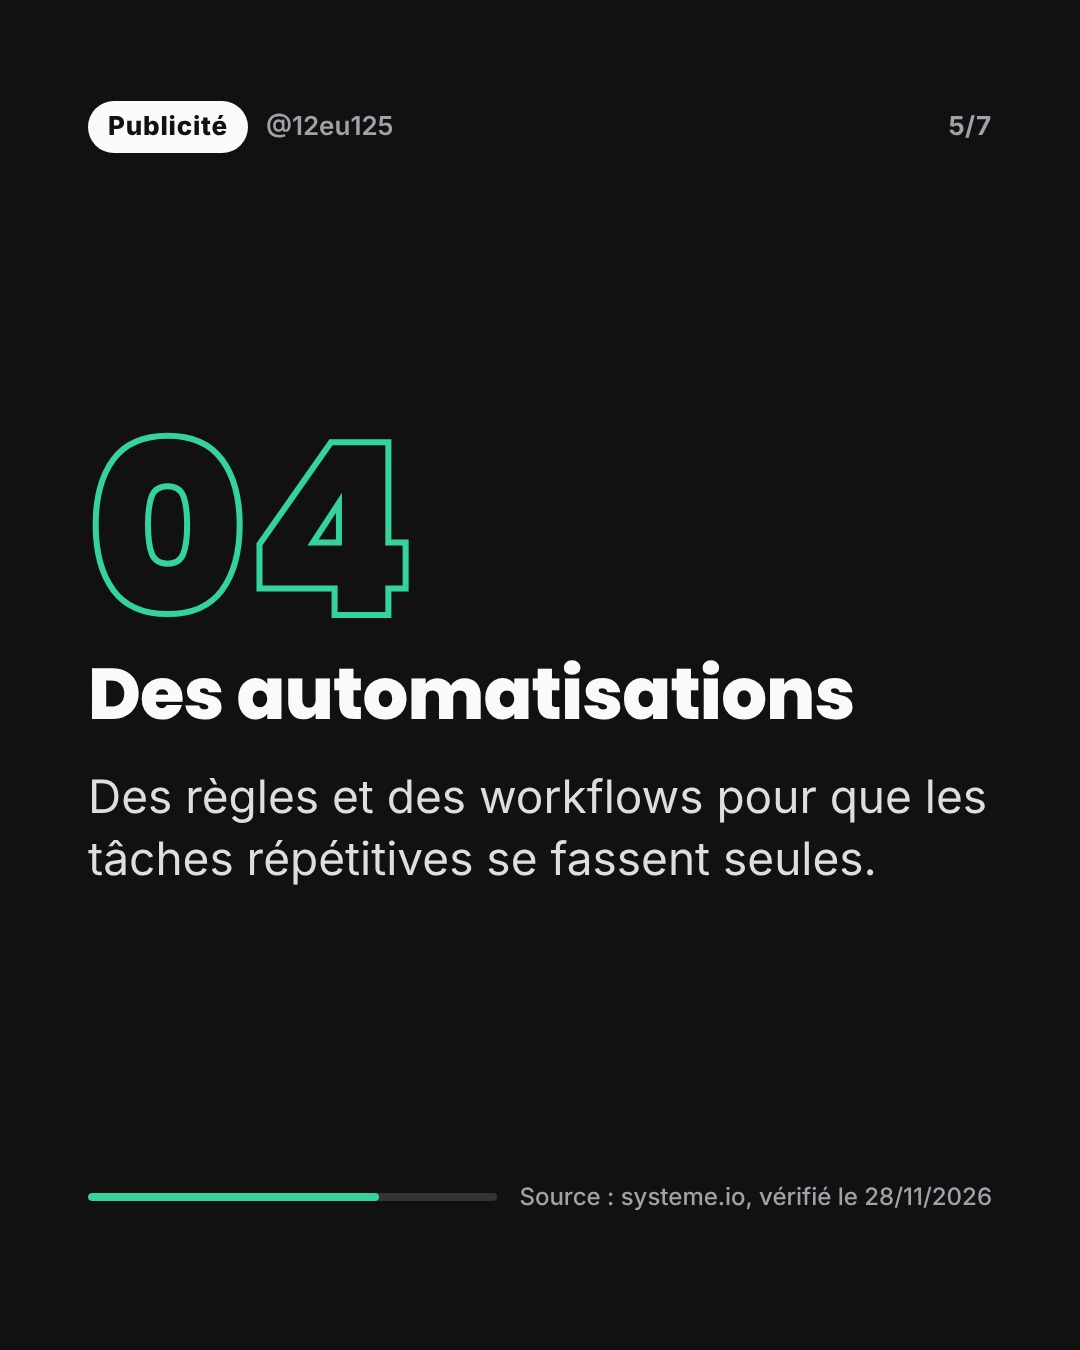 Publicité @12eu125 5/7
04
Des automatisations
Des règles et des workflows pour que les
tâches répétitives se fassent seules.
Source : systeme.io, vérifié le 28/11/2026